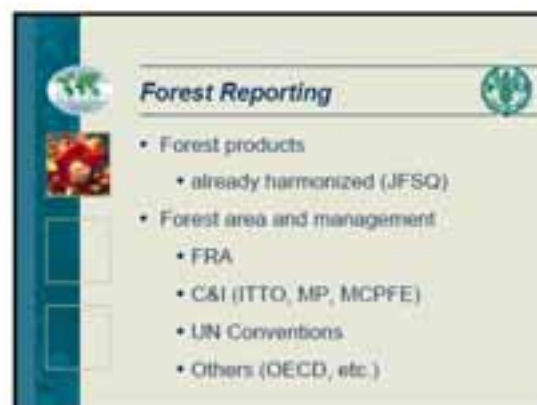 Forest Reporting
• Forest products
• already harmonized (JFSQ)
• Forest area and management
• FRA
• C&I (ITTO, MP, MCPFE)
• UN Conventions
• Others (OECD, etc.)